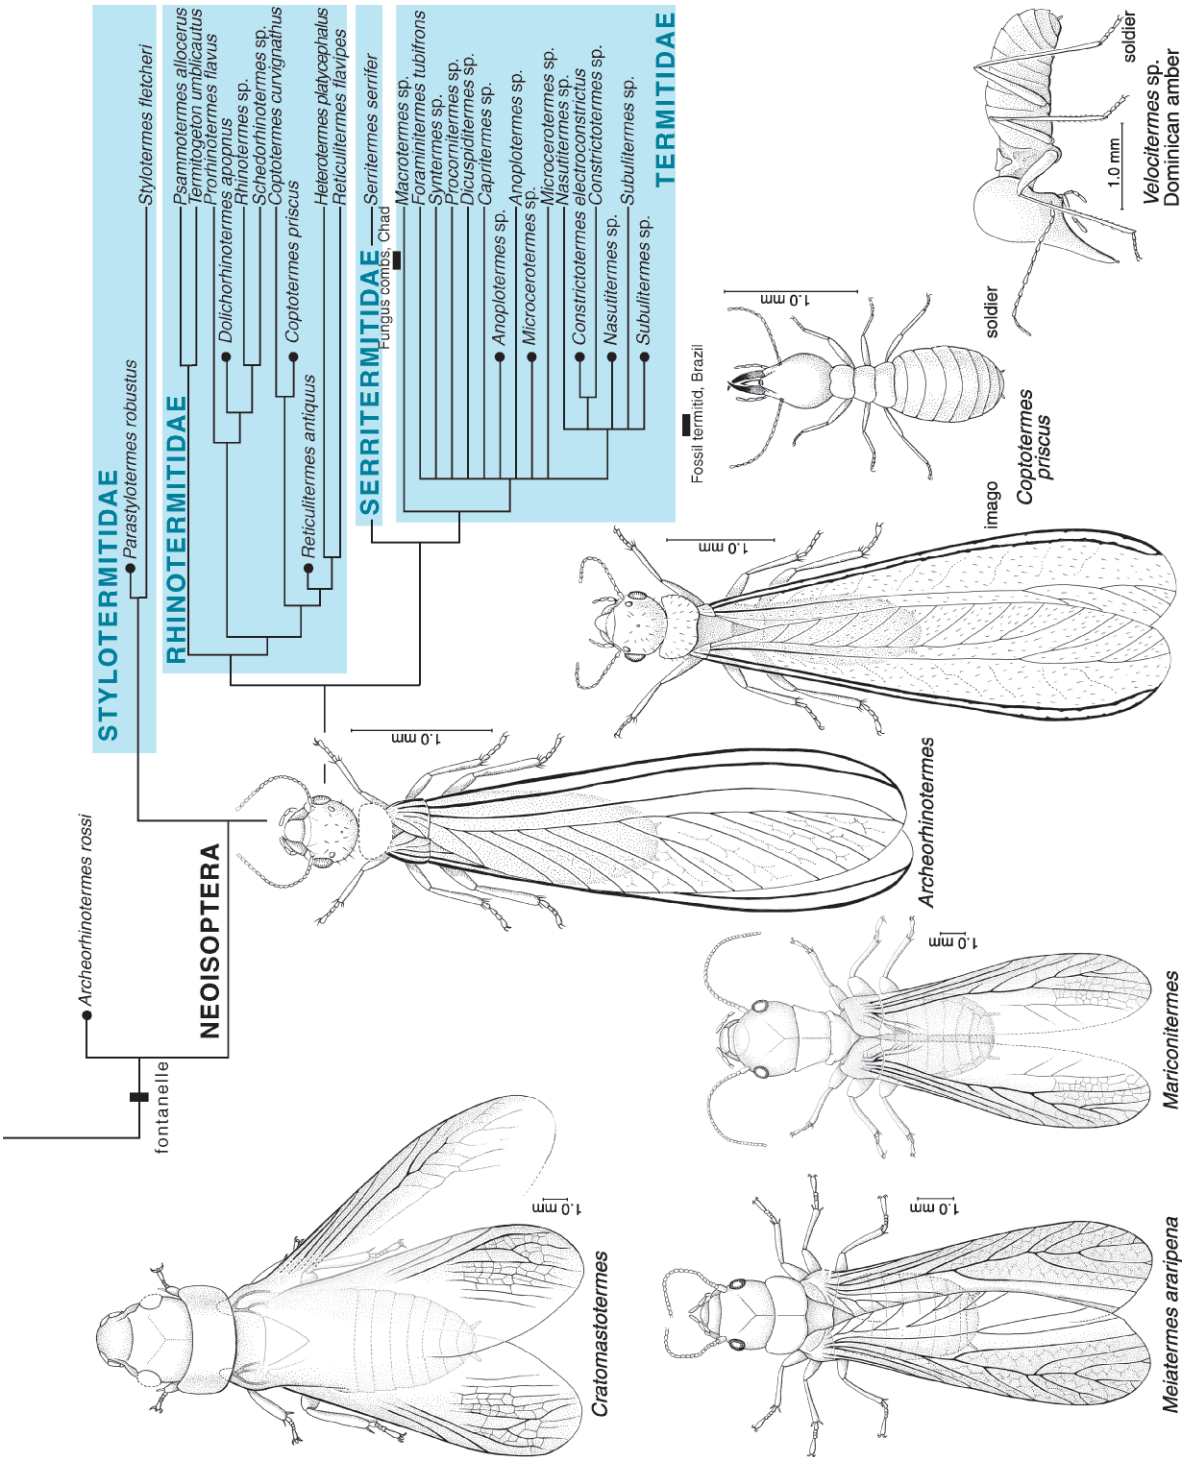 STYLOTERMITIDAE
Parastylotermes robustus
Stylotermes fletcheri
RHINOTERMITIDAE
Psammotermes allocerus
Termitogeton umblicautus
Prorhinotermes flavus
Dolichorhinotermes apopnus
Rhinotermes sp.
Schedorhinotermes sp.
Coptotermes curvignathus
Coptotermes priscus
Reticulitermes antiquus
Heterotermes platycephalus
Reticulitermes flavipes
SERRITERMITIDAE
Serritermes serrifer
Fungus combs, Chad
Macrotermes sp.
Foraminitermes tubifrons
Syntermes sp.
Procornitermes sp.
Dicuspiditermes sp.
Capritermes sp.
Anoplotermes sp.
Anoplotermes sp.
Microcerotermes sp.
Microcerotermes sp.
Nasutitermes sp.
Constrictotermes electroconstrictus
Constrictotermes sp.
Nasutitermes sp.
Subulitermes sp.
Subulitermes sp.
TERMITIDAE
Fossil termitid, Brazil
Archeorhinotermes rossi
NEOISOPTERA
fontanelle
1.0 mm
Cratomastotermes
1.0 mm
Meiatermes araripena
1.0 mm
Mariconitermes
1.0 mm
Archeorhinotermes
1.0 mm
imago
1.0 mm
soldier
Coptotermes
priscus
1.0 mm
soldier
Velocitermes sp.
Dominican amber